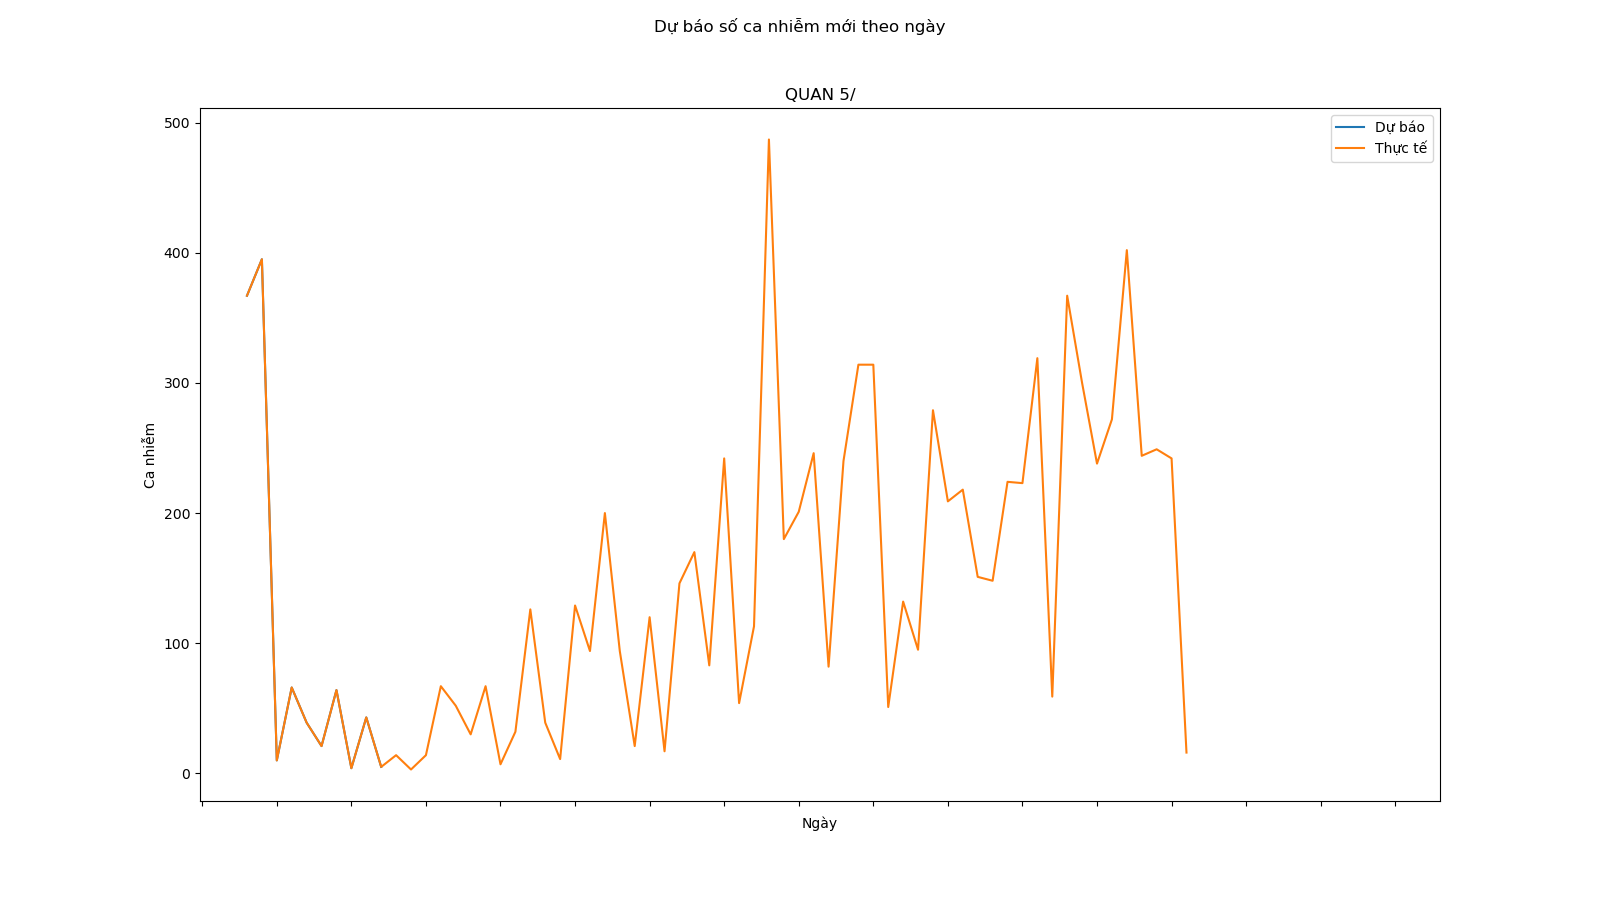 Dự báo số ca nhiễm mới theo ngày
QUAN 5/
Dự báo
Thực tế
500
400
300
200
100
0
Ca nhiễm
Ngày